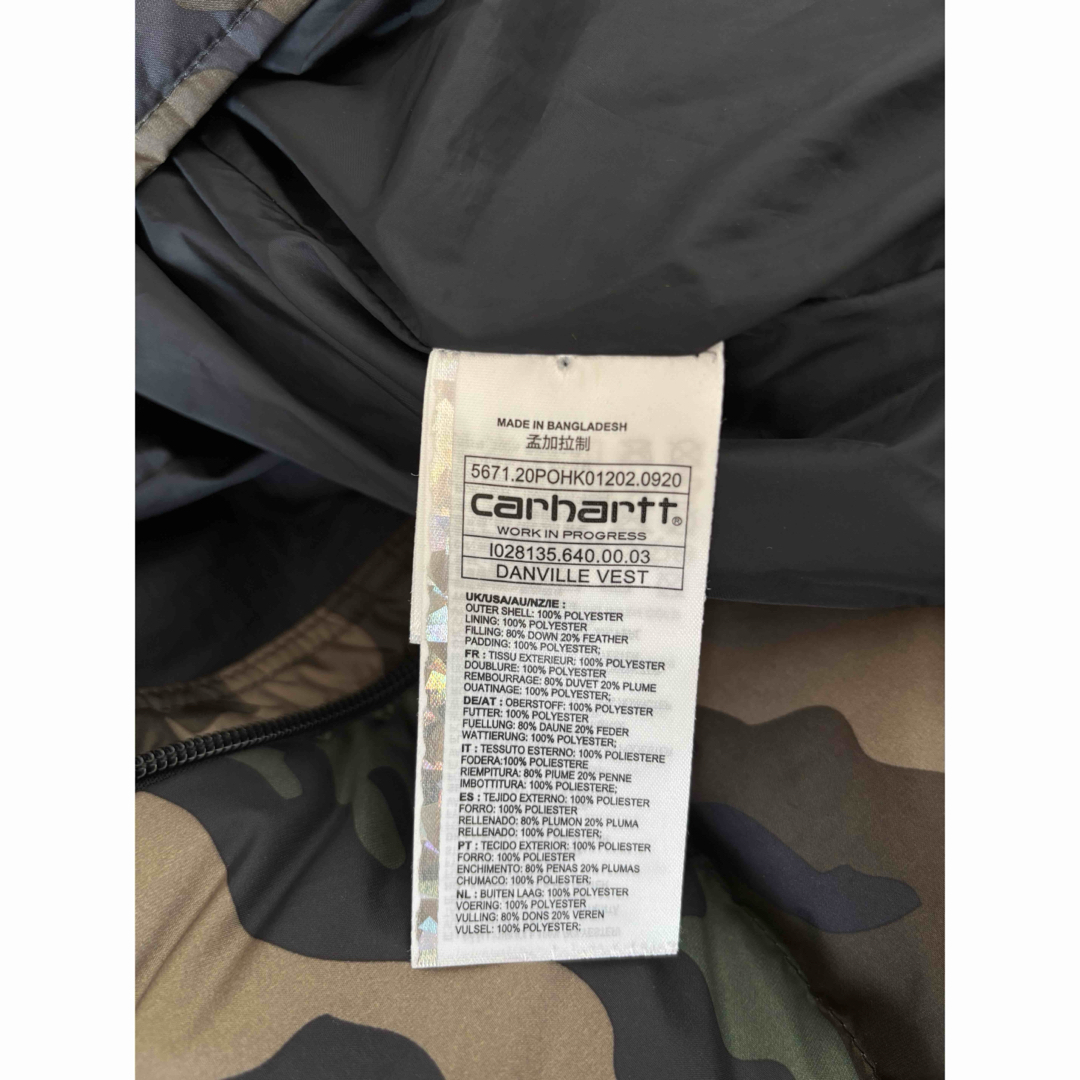 MADE IN BANGLADESH
孟加拉制
5671.20POHK01202.0920
carhartt®
WORK IN PROGRESS
I028135.640.00.03
DANVILLE VEST
UK/USA/AU/NZ/IE :
OUTER SHELL: 100% POLYESTER
LINING: 100% POLYESTER
FILLING: 80% DOWN 20% FEATHER
PADDING: 100% POLYESTER;
FR : TISSU EXTERIEUR: 100% POLYESTER
DOUBLURE: 100% POLYESTER
REMBOURRAGE: 80% DUVET 20% PLUME
OUATINAGE: 100% POLYESTER;
DE/AT : OBERSTOFF: 100% POLYESTER
FUTTER: 100% POLYESTER
FUELLUNG: 80% DAUNE 20% FEDER
WATTIERUNG: 100% POLYESTER;
IT : TESSUTO ESTERNO: 100% POLIESTERE
FODERA:100% POLIESTERE
RIEMPITURA: 80% PIUME 20% PENNE
IMBOTTITURA: 100% POLIESTERE;
ES : TEJIDO EXTERNO: 100% POLIESTER
FORRO: 100% POLIESTER
RELLENADO: 80% PLUMON 20% PLUMA
RELLENADO: 100% POLIESTER;
PT : TECIDO EXTERIOR: 100% POLIESTER
FORRO: 100% POLIESTER
ENCHIMENTO: 80% PENAS 20% PLUMAS
CHUMACO: 100% POLIESTER;
NL : BUITEN LAAG: 100% POLYESTER
VOERING: 100% POLYESTER
VULLING: 80% DONS 20% VEREN
VULSEL: 100% POLYESTER;